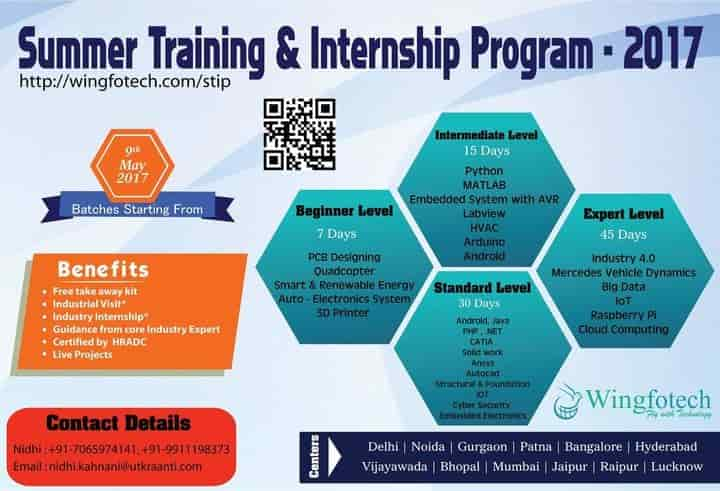 Summer Training & Internship Program - 2017
http://wingfotech.com/stip
9th
May
2017
Batches Starting From
Benefits
• Free take away kit
• Industrial Visit*
• Industry Internship*
• Guidance from core Industry Expert
• Certified by HRADC
• Live Projects
Contact Details
Nidhi : +91-7065974141, +91-9911198373
Email : nidhi.kahnani@utkraanti.com
Beginner Level
7 Days
PCB Designing
Quadcopter
Smart & Renewable Energy
Auto - Electronics System
3D Printer
Intermediate Level
15 Days
Python
MATLAB
Embedded System with AVR
Labview
HVAC
Arduino
Android
Standard Level
30 Days
Android, Java
PHP , .NET
CATIA
Solid work
Ansys
Autocad
Structural & Foundation
IOT
Cyber Security
Embedded Electronics
Expert Level
45 Days
Industry 4.0
Mercedes Vehicle Dynamics
Big Data
IoT
Raspberry Pi
Cloud Computing
Wingfotech
Fly with Technology
Centers
Delhi | Noida | Gurgaon | Patna | Bangalore | Hyderabad
Vijayawada | Bhopal | Mumbai | Jaipur | Raipur | Lucknow